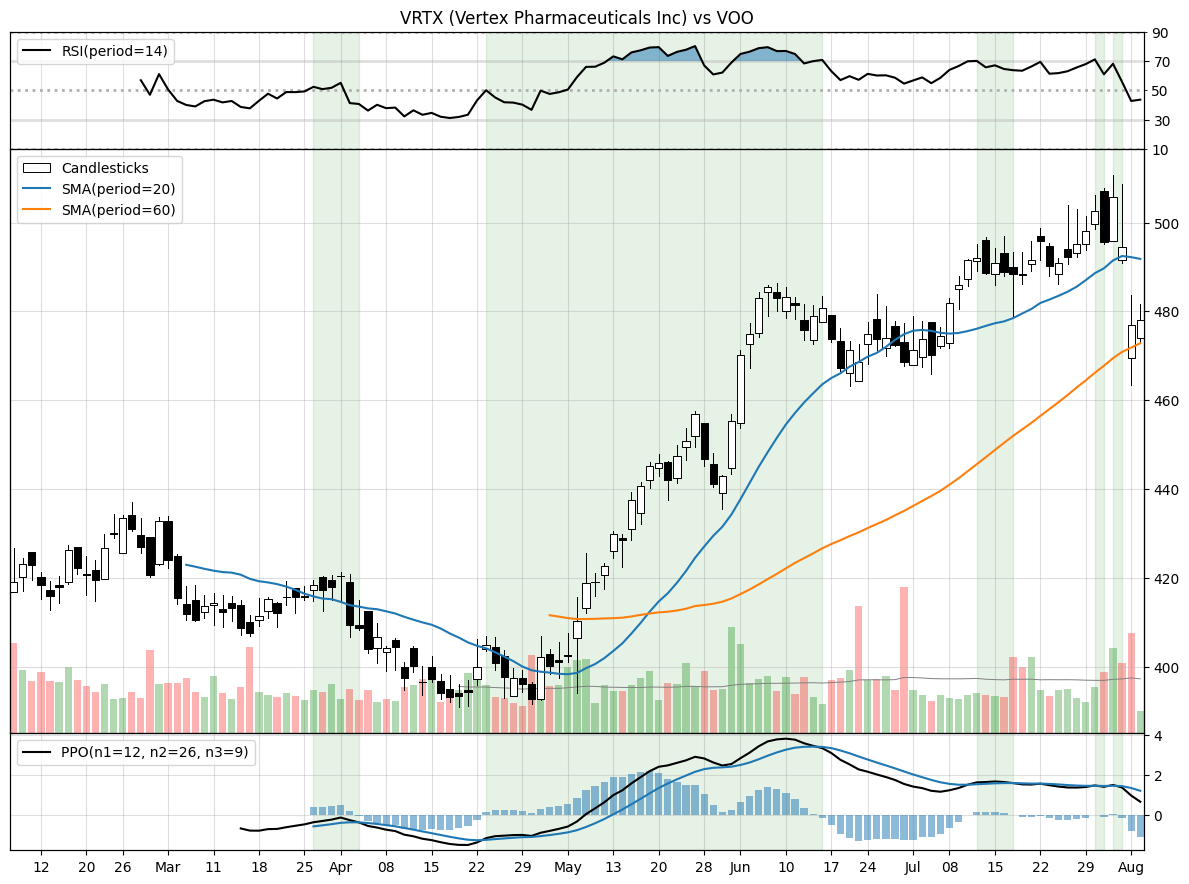 VRTX (Vertex Pharmaceuticals Inc) vs VOO
RSI(period=14)
90
70
50
30
10
Candlesticks
SMA(period=20)
SMA(period=60)
500
480
460
440
420
400
PPO(n1=12, n2=26, n3=9)
4
2
0
12 20 26 Mar 11 18 25 Apr 08 15 22 29 May 13 20 28 Jun 10 17 24 Jul 08 15 22 29 Aug